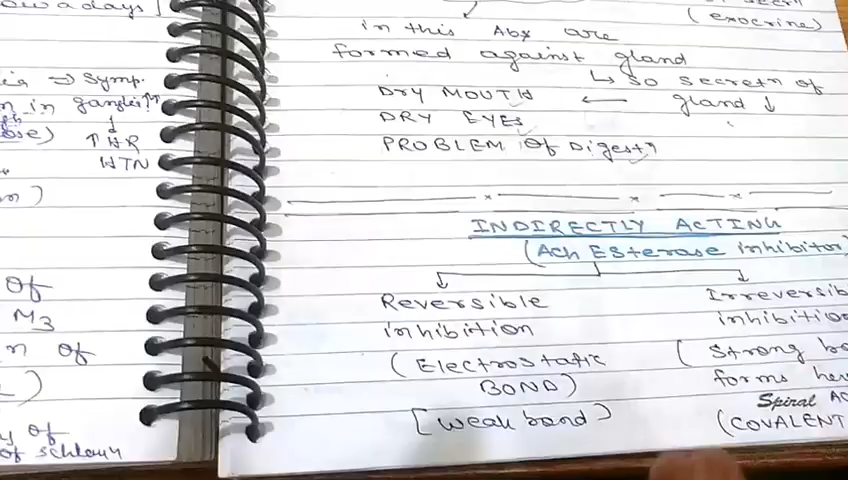 owadays]
⇒ symp.
n in ganglia ↑↑
↑ HR
HTN
of
M3
n of
y of
of schlem
(exocrine)
in this Abx are
formed against gland
↳ so secretn of
DRY MOUTH ← gland ↓
DRY EYES
PROBLEM of Digestn
INDIRECTLY ACTING
(Ach Esterase inhibitor)
Reversible
inhibition
(Electrostatic
BOND)
[weak bond)
Irreversib
inhibition
(Strong bo
forms her
Spiral
(COVALENT